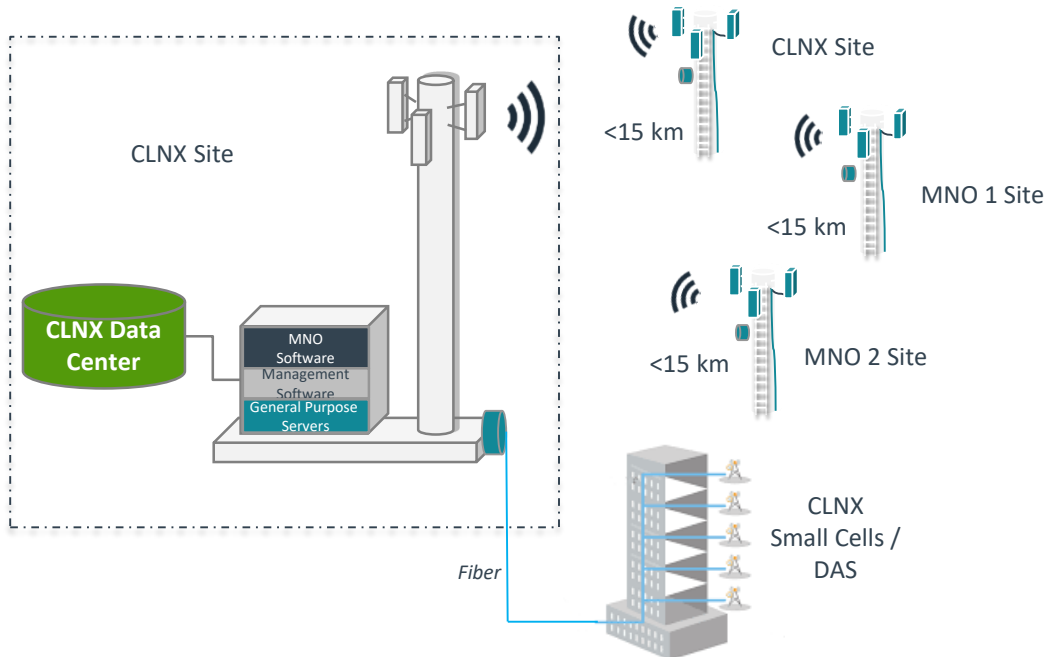 CLNX Site
<15 km
MNO 1 Site
<15 km
CLNX Site
MNO 2 Site
<15 km
CLNX Data
Center
MNO
Software
Management
Software
General Purpose
Servers
Fiber
CLNX
Small Cells /
DAS